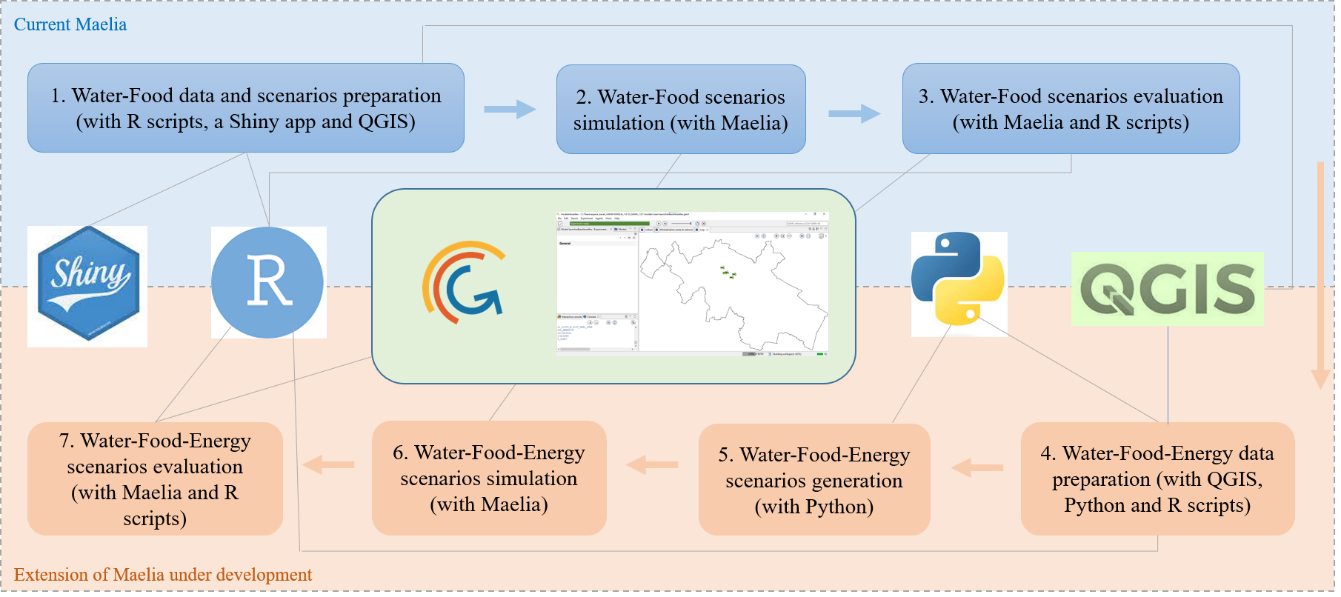 Current Maelia
1. Water-Food data and scenarios preparation
(with R scripts, a Shiny app and QGIS)
2. Water-Food scenarios
simulation (with Maelia)
3. Water-Food scenarios evaluation
(with Maelia and R scripts)
Shiny
R
QGIS
7. Water-Food-Energy
scenarios evaluation
(with Maelia and R
scripts)
6. Water-Food-Energy
scenarios simulation
(with Maelia)
5. Water-Food-Energy
scenarios generation
(with Python)
4. Water-Food-Energy data
preparation (with QGIS,
Python and R scripts)
Extension of Maelia under development